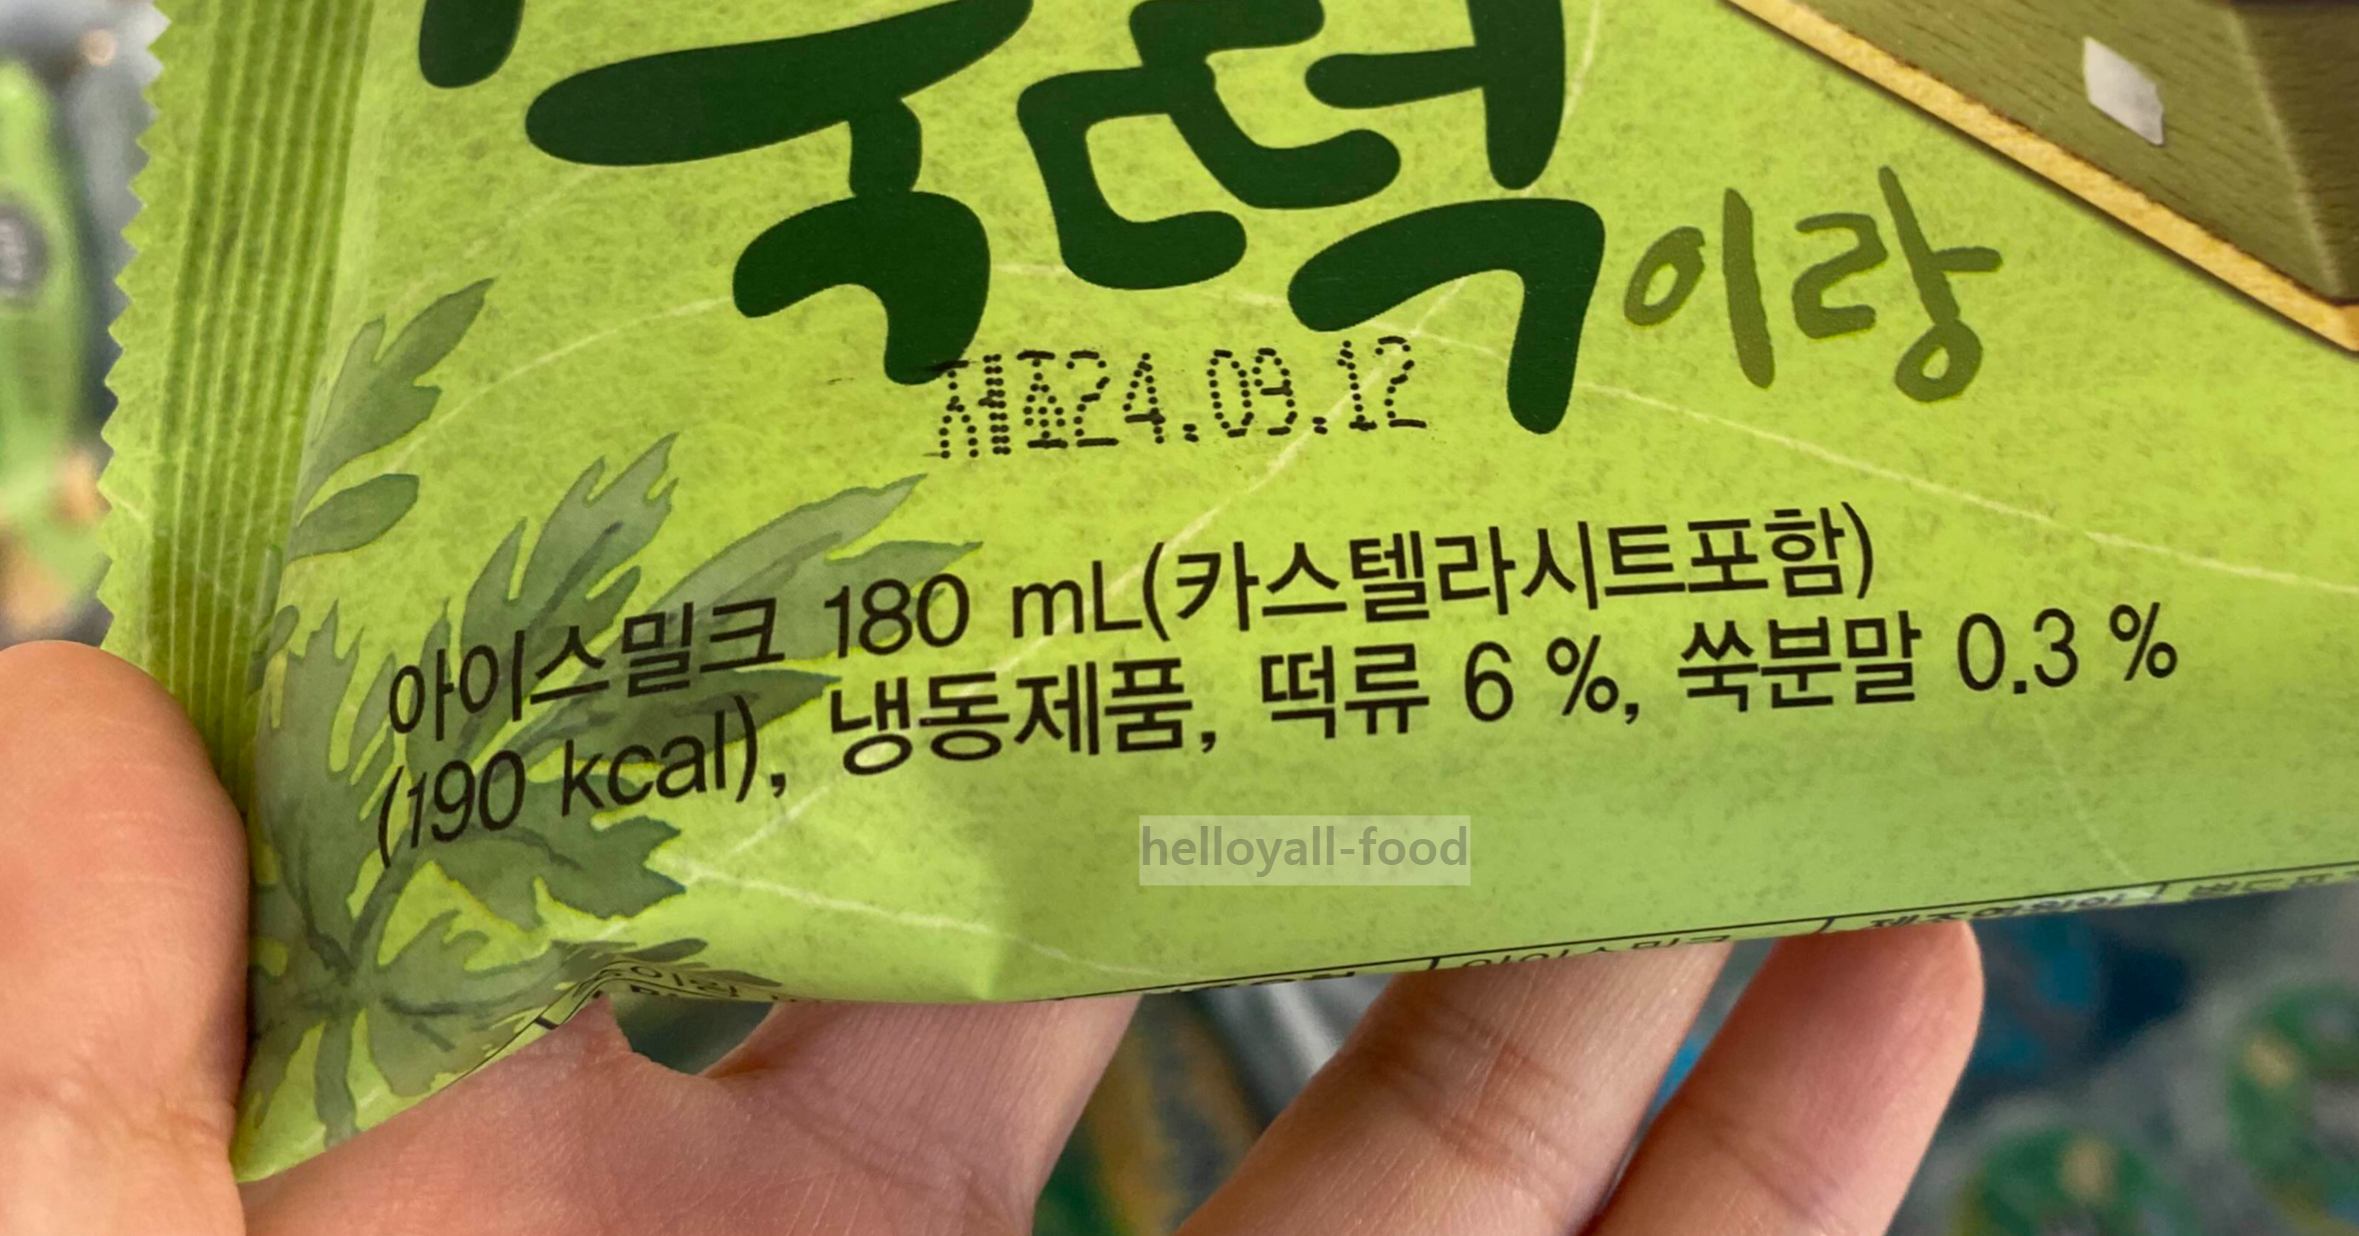 쑥떡이랑
제조24.09.12
아이스밀크 180 mL(카스텔라시트포함)
(190 kcal), 냉동제품, 떡류 6 %, 쑥분말 0.3 %
helloyall-food